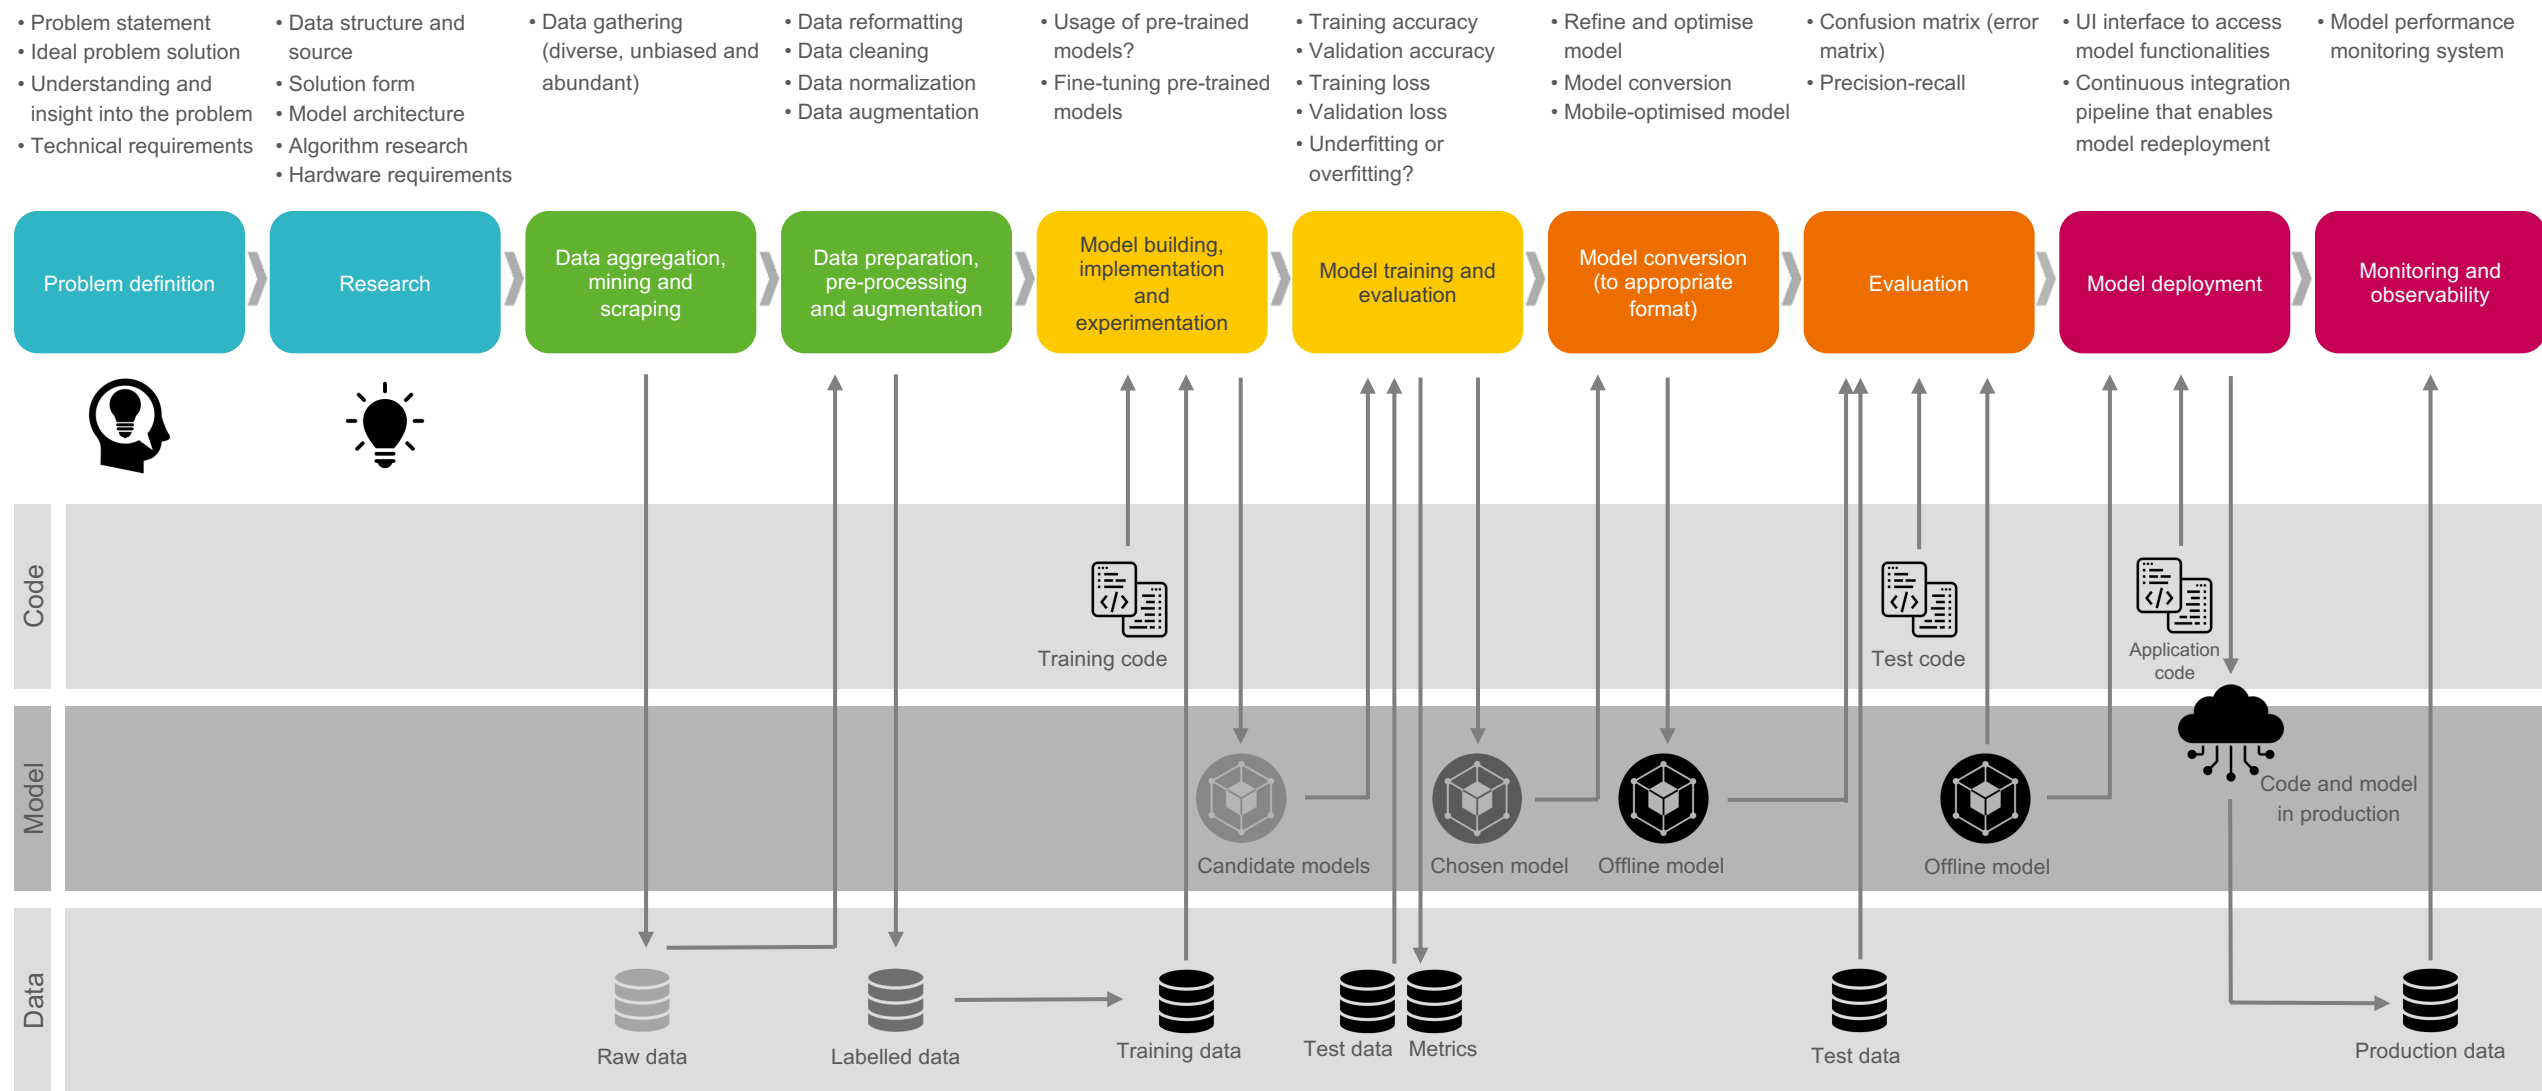 • Problem statement
• Ideal problem solution
• Understanding and
insight into the problem
• Technical requirements
• Data structure and
source
• Solution form
• Model architecture
• Algorithm research
• Hardware requirements
• Data gathering
(diverse, unbiased and
abundant)
• Data reformatting
• Data cleaning
• Data normalization
• Data augmentation
• Usage of pre-trained
models?
• Fine-tuning pre-trained
models
• Training accuracy
• Validation accuracy
• Training loss
• Validation loss
• Underfitting or
overfitting?
• Refine and optimise
model
• Model conversion
• Mobile-optimised model
• Confusion matrix (error
matrix)
• Precision-recall
• UI interface to access
model functionalities
• Continuous integration
pipeline that enables
model redeployment
• Model performance
monitoring system
Problem definition
Research
Data aggregation,
mining and
scraping
Data preparation,
pre-processing
and augmentation
Model building,
implementation
and
experimentation
Model training and
evaluation
Model conversion
(to appropriate
format)
Evaluation
Model deployment
Monitoring and
observability
Code
Training code
Test code
Application
code
Model
Candidate models
Chosen model
Offline model
Offline model
Code and model
in production
Data
Raw data
Labelled data
Training data
Test data
Metrics
Test data
Production data